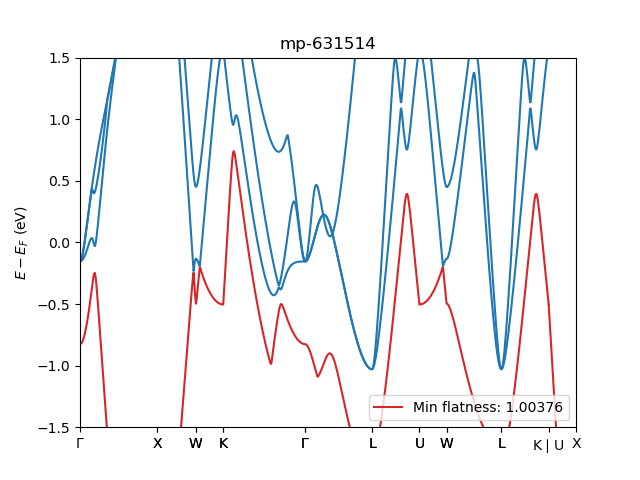 mp-631514
E − E_F (eV)
1.5
1.0
0.5
0.0
−0.5
−1.0
−1.5
Min flatness: 1.00376
Γ X W K Γ L U W L K | U X